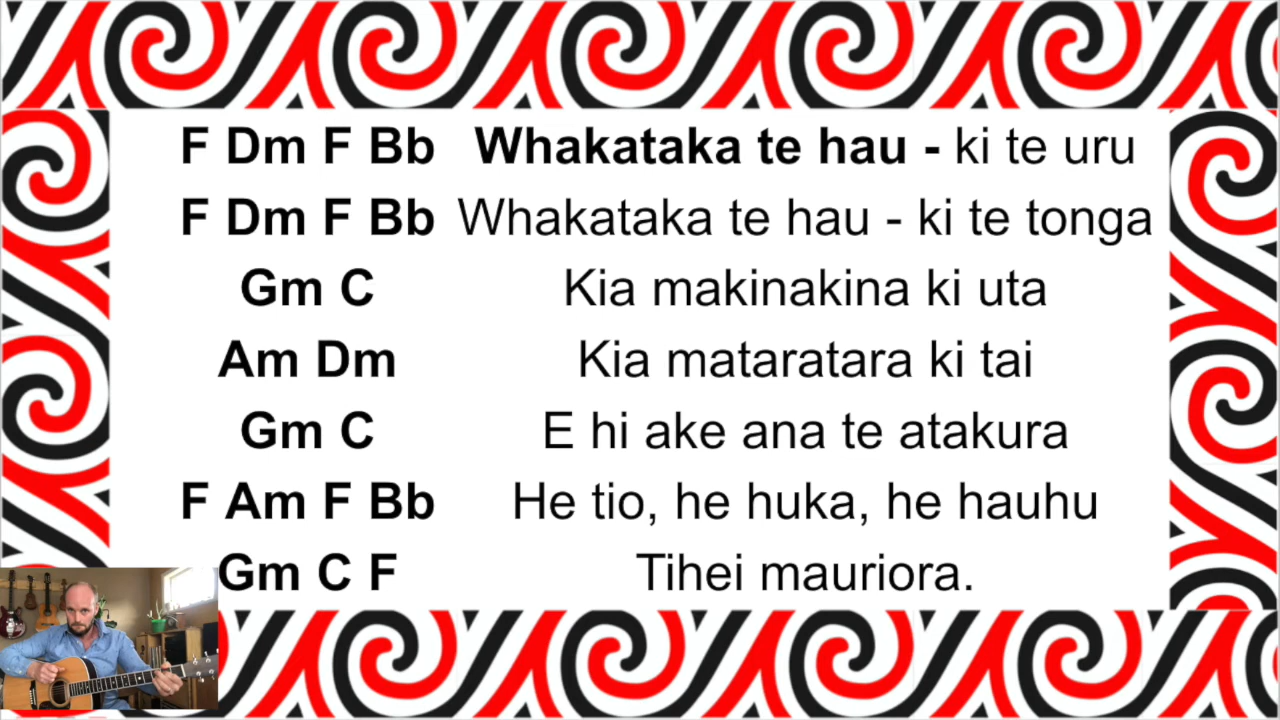 F Dm F Bb Whakataka te hau - ki te uru
F Dm F Bb Whakataka te hau - ki te tonga
Gm C Kia makinakina ki uta
Am Dm Kia mataratara ki tai
Gm C E hi ake ana te atakura
F Am F Bb He tio, he huka, he hauhu
Gm C F Tihei mauriora.